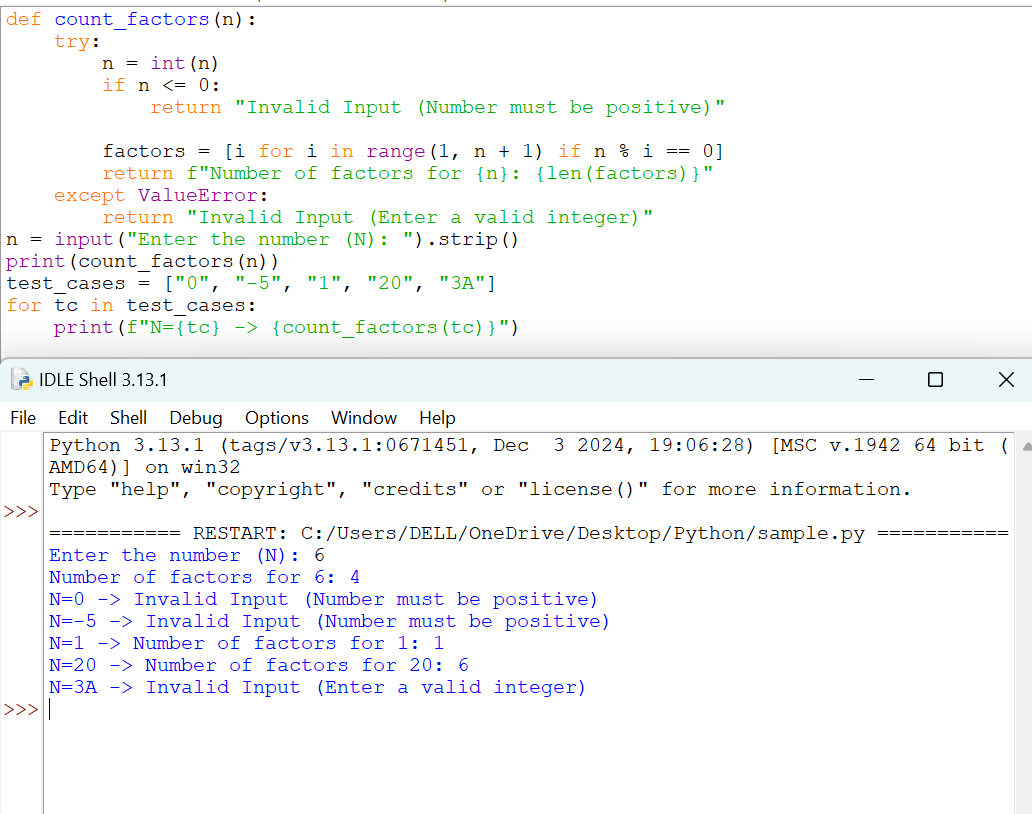 def count_factors(n):
    try:
        n = int(n)
        if n <= 0:
            return "Invalid Input (Number must be positive)"

        factors = [i for i in range(1, n + 1) if n % i == 0]
        return f"Number of factors for {n}: {len(factors)}"
    except ValueError:
        return "Invalid Input (Enter a valid integer)"
n = input("Enter the number (N): ").strip()
print(count_factors(n))
test_cases = ["0", "-5", "1", "20", "3A"]
for tc in test_cases:
    print(f"N={tc} -> {count_factors(tc)}")
IDLE Shell 3.13.1
File Edit Shell Debug Options Window Help
Python 3.13.1 (tags/v3.13.1:0671451, Dec  3 2024, 19:06:28) [MSC v.1942 64 bit (
AMD64)] on win32
Type "help", "copyright", "credits" or "license()" for more information.
>>>
=========== RESTART: C:/Users/DELL/OneDrive/Desktop/Python/sample.py ===========
Enter the number (N): 6
Number of factors for 6: 4
N=0 -> Invalid Input (Number must be positive)
N=-5 -> Invalid Input (Number must be positive)
N=1 -> Number of factors for 1: 1
N=20 -> Number of factors for 20: 6
N=3A -> Invalid Input (Enter a valid integer)
>>>